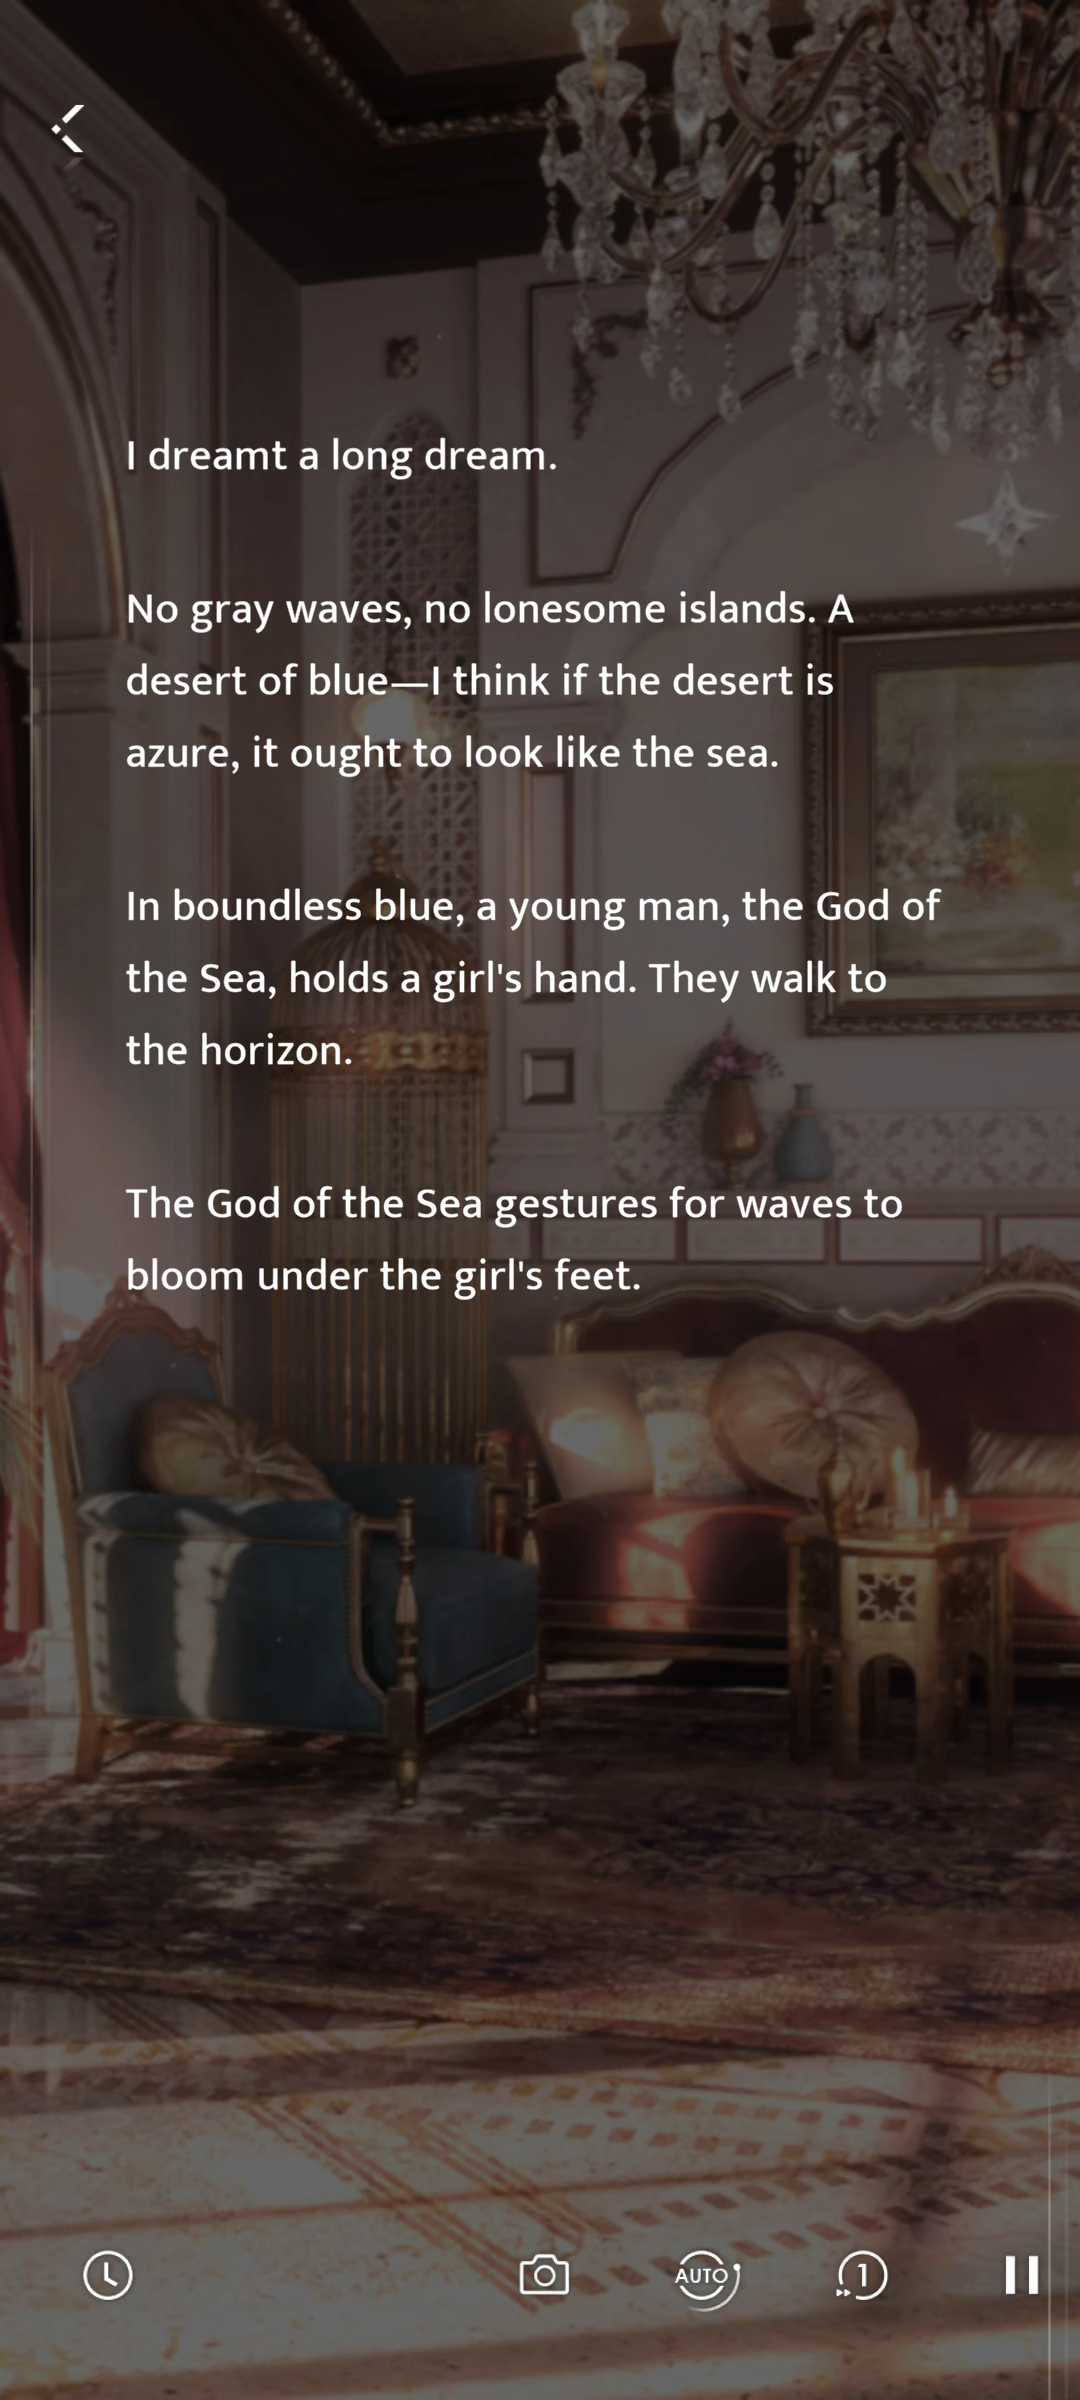 I dreamt a long dream.
No gray waves, no lonesome islands. A
desert of blue—I think if the desert is
azure, it ought to look like the sea.
In boundless blue, a young man, the God of
the Sea, holds a girl's hand. They walk to
the horizon.
The God of the Sea gestures for waves to
bloom under the girl's feet.
AUTO
1